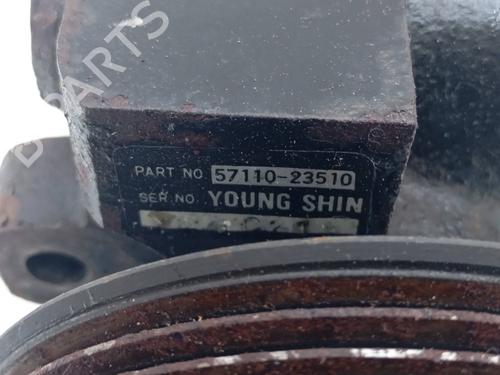 PART NO 57110-23510
SER.NO. YOUNG SHIN